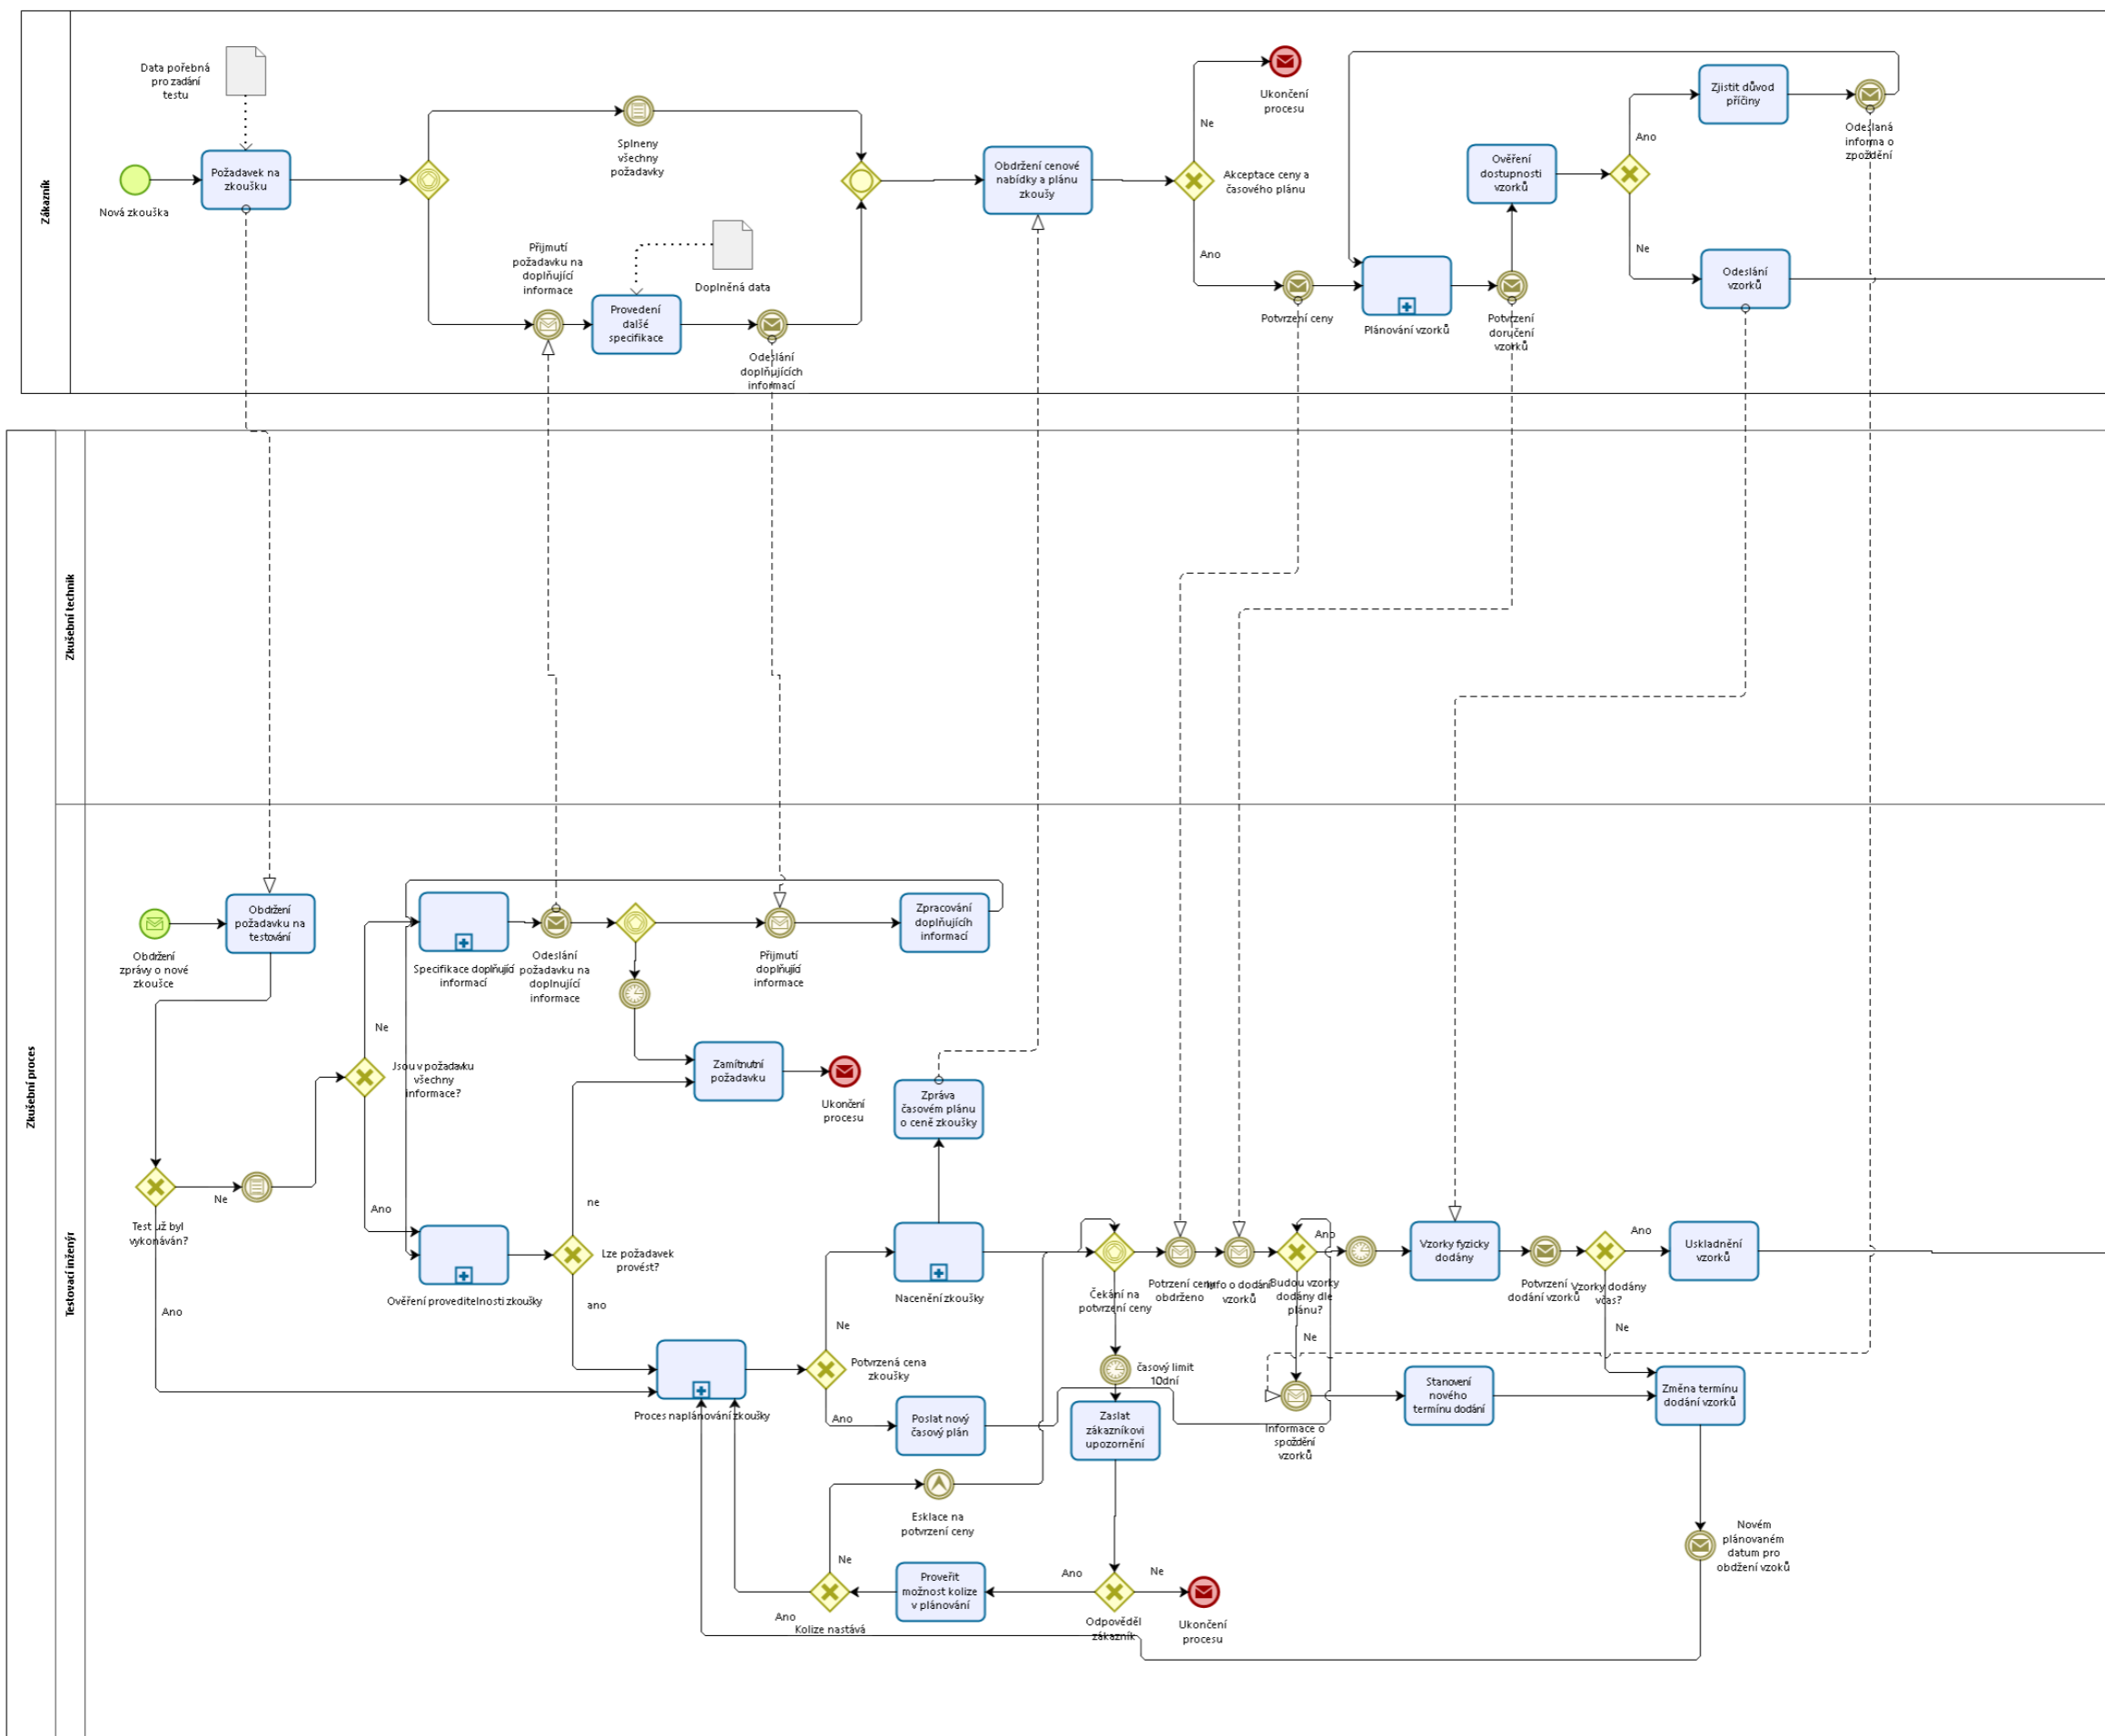 Zákazník
Data pořebná
pro zadání
testu
Nová zkouška
Požadavek na
zkoušku
Splneny
všechny
požadavky
Přijmutí
požadavku na
doplňující
informace
Provedení
dalšé
specifikace
Doplněná data
Odeslání
doplňujících
informací
Obdržení cenové
nabídky a plánu
zkoušy
Ne
Ukončení
procesu
Akceptace ceny a
časového plánu
Ano
Potvrzení ceny
Plánování vzorků
Potvrzení
doručení
vzorků
Ověření
dostupnosti
vzorků
Ano
Ne
Zjistit důvod
příčiny
Odeslaná
informa o
zpoždění
Odeslání
vzorků
Zkušební proces
Zkušební technik
Testovací inženýr
Obdržení
zprávy o nové
zkoušce
Obdržení
požadavku na
testování
Test už byl
vykonáván?
Ne
Ano
Jsou v požadavku
všechny
informace?
Ne
Ano
Specifikace doplňující
informací
Odeslání
požadavku na
doplnující
informace
Přijmutí
doplňující
informace
Zpracování
doplňujícíh
informací
Zamítnutní
požadavku
Ukončení
procesu
Ověření proveditelnosti zkoušky
Lze požadavek
provést?
ne
ano
Proces naplánování zkoušky
Potvrzená cena
zkoušky
Ne
Ano
Zpráva
časovém plánu
o ceně zkoušky
Nacenění zkoušky
Poslat nový
časový plán
Esklace na
potvrzení ceny
Ne
Ano
Kolize nastává
Proveřit
možnost kolize
v plánování
Čekání na
potvrzení ceny
časový limit
10dní
Zaslat
zákazníkovi
upozornění
Odpověděl
zákazník
Ano
Ne
Ukončení
procesu
Potrzení ceny
obdrženo
Info o dodání
vzorků
Budou vzorky
dodány dle
plánu?
Ano
Ne
Informace o
spoždění
vzorků
Vzorky fyzicky
dodány
Potvrzení
dodání vzorků
Vzorky dodány
včas?
Ano
Ne
Uskladnění
vzorků
Stanovení
nového
termínu dodání
Změna termínu
dodání vzorků
Novém
plánovaném
datum pro
obdžení vzoků